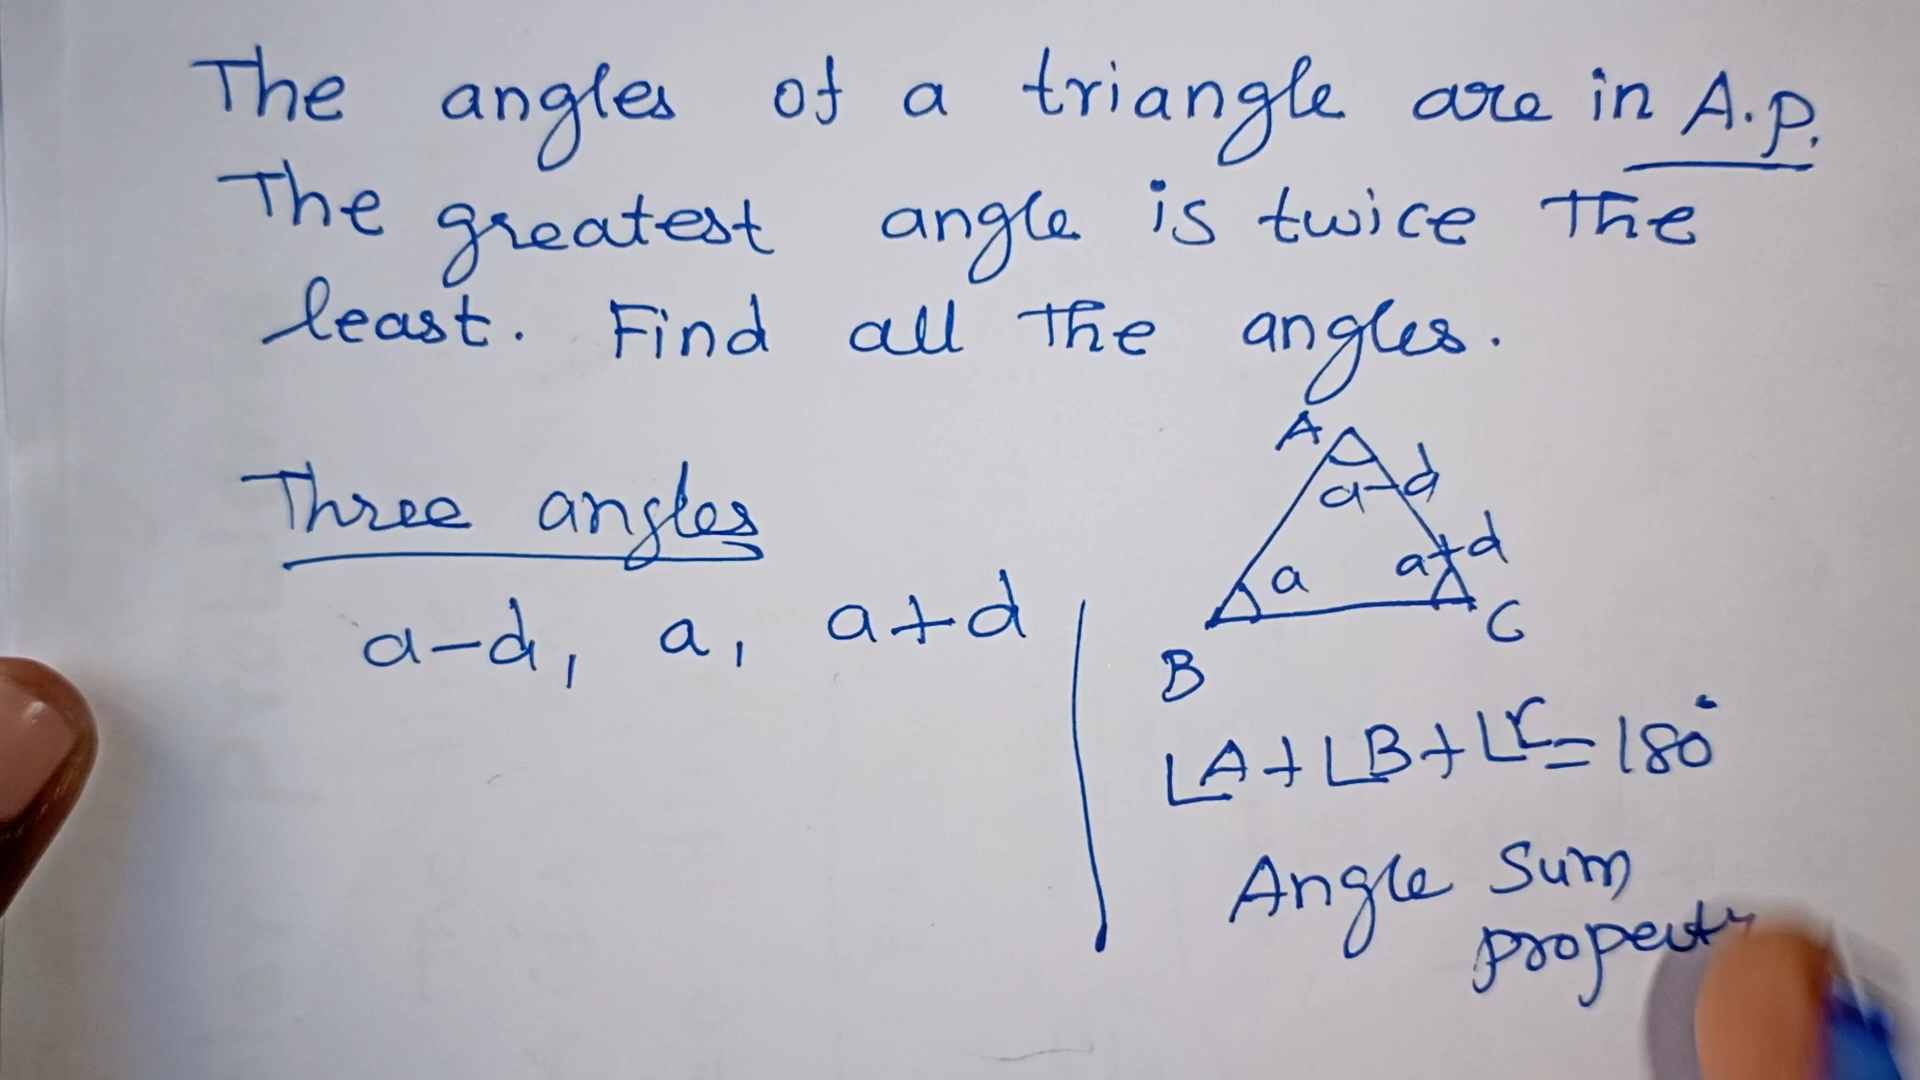 The angles of a triangle are in A.P.
The greatest angle is twice the
least. Find all the angles.
Three angles
a-d, a, a+d
A
a-d
a
a+d
B
C
∠A+∠B+∠C=180°
Angle sum
property